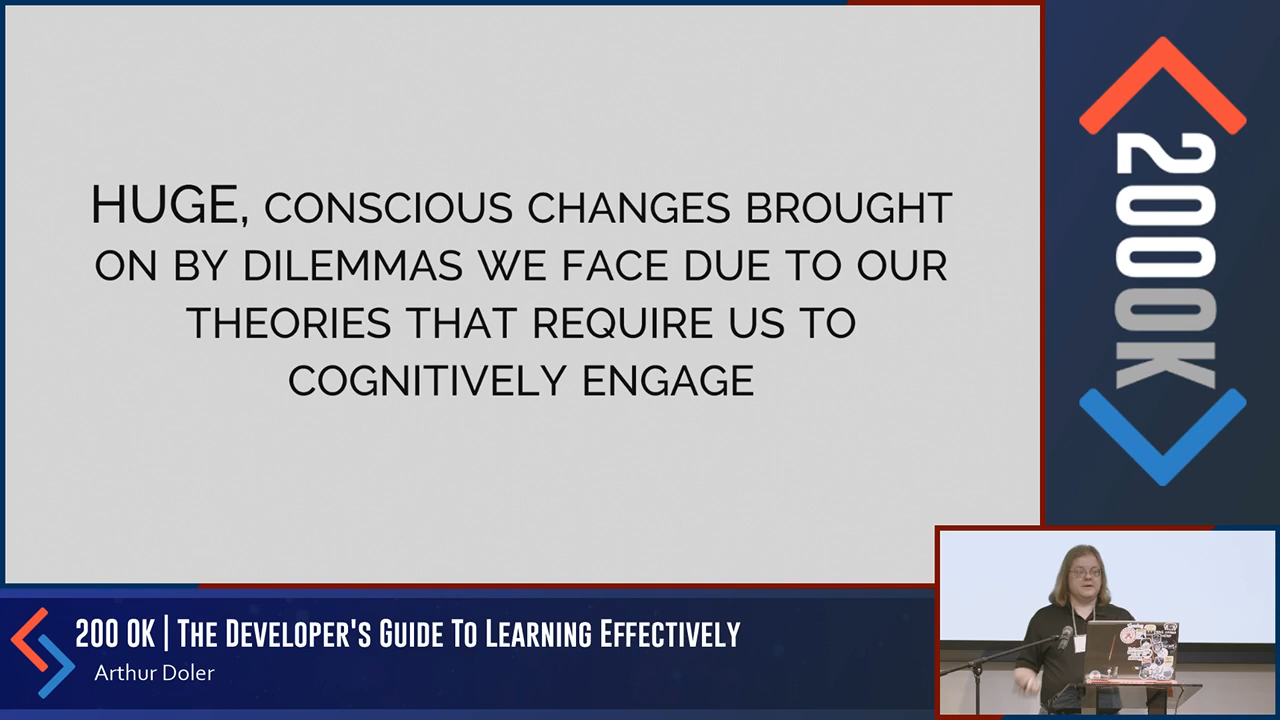 HUGE, CONSCIOUS CHANGES BROUGHT
ON BY DILEMMAS WE FACE DUE TO OUR
THEORIES THAT REQUIRE US TO
COGNITIVELY ENGAGE
200OK
200 OK | The Developer's Guide To Learning Effectively
Arthur Doler